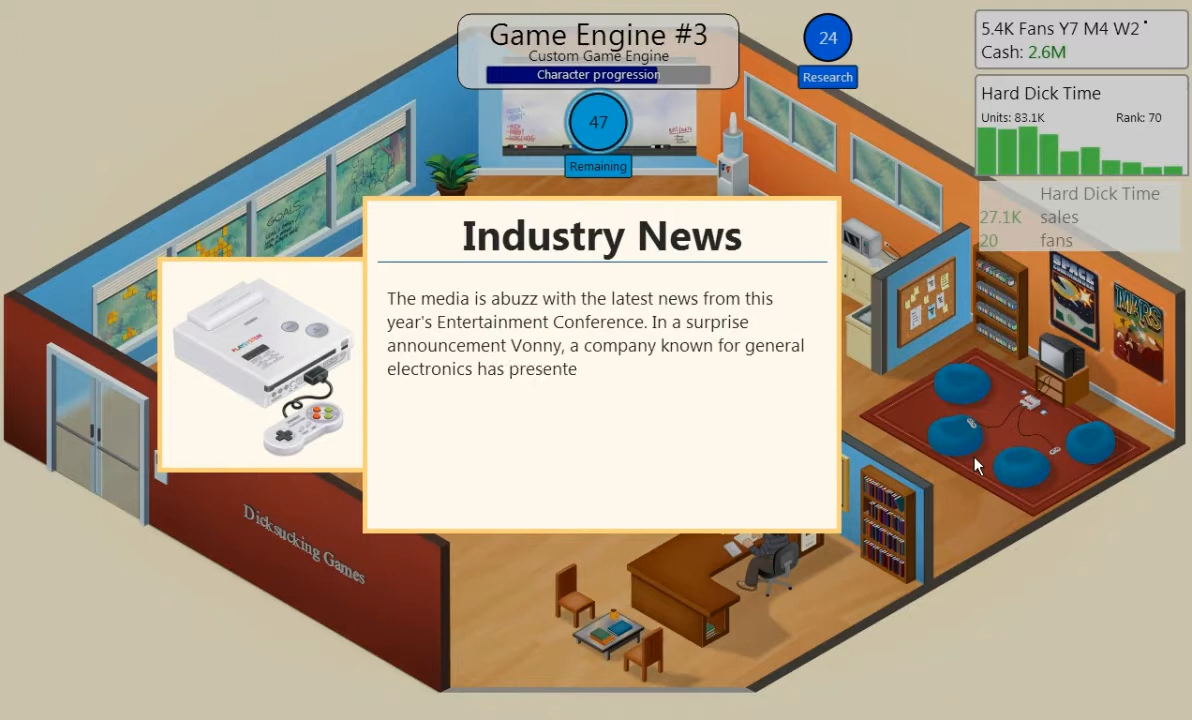 Game Engine #3
Custom Game Engine
Character progression
47
Remaining
24
Research
5.4K Fans Y7 M4 W2
Cash: 2.6M
Hard Dick Time
Units: 83.1K Rank: 70
Hard Dick Time
27.1K sales
20 fans
Industry News
The media is abuzz with the latest news from this
year's Entertainment Conference. In a surprise
announcement Vonny, a company known for general
electronics has presente
GOALS
SPACE
MARS
Dicksucking Games